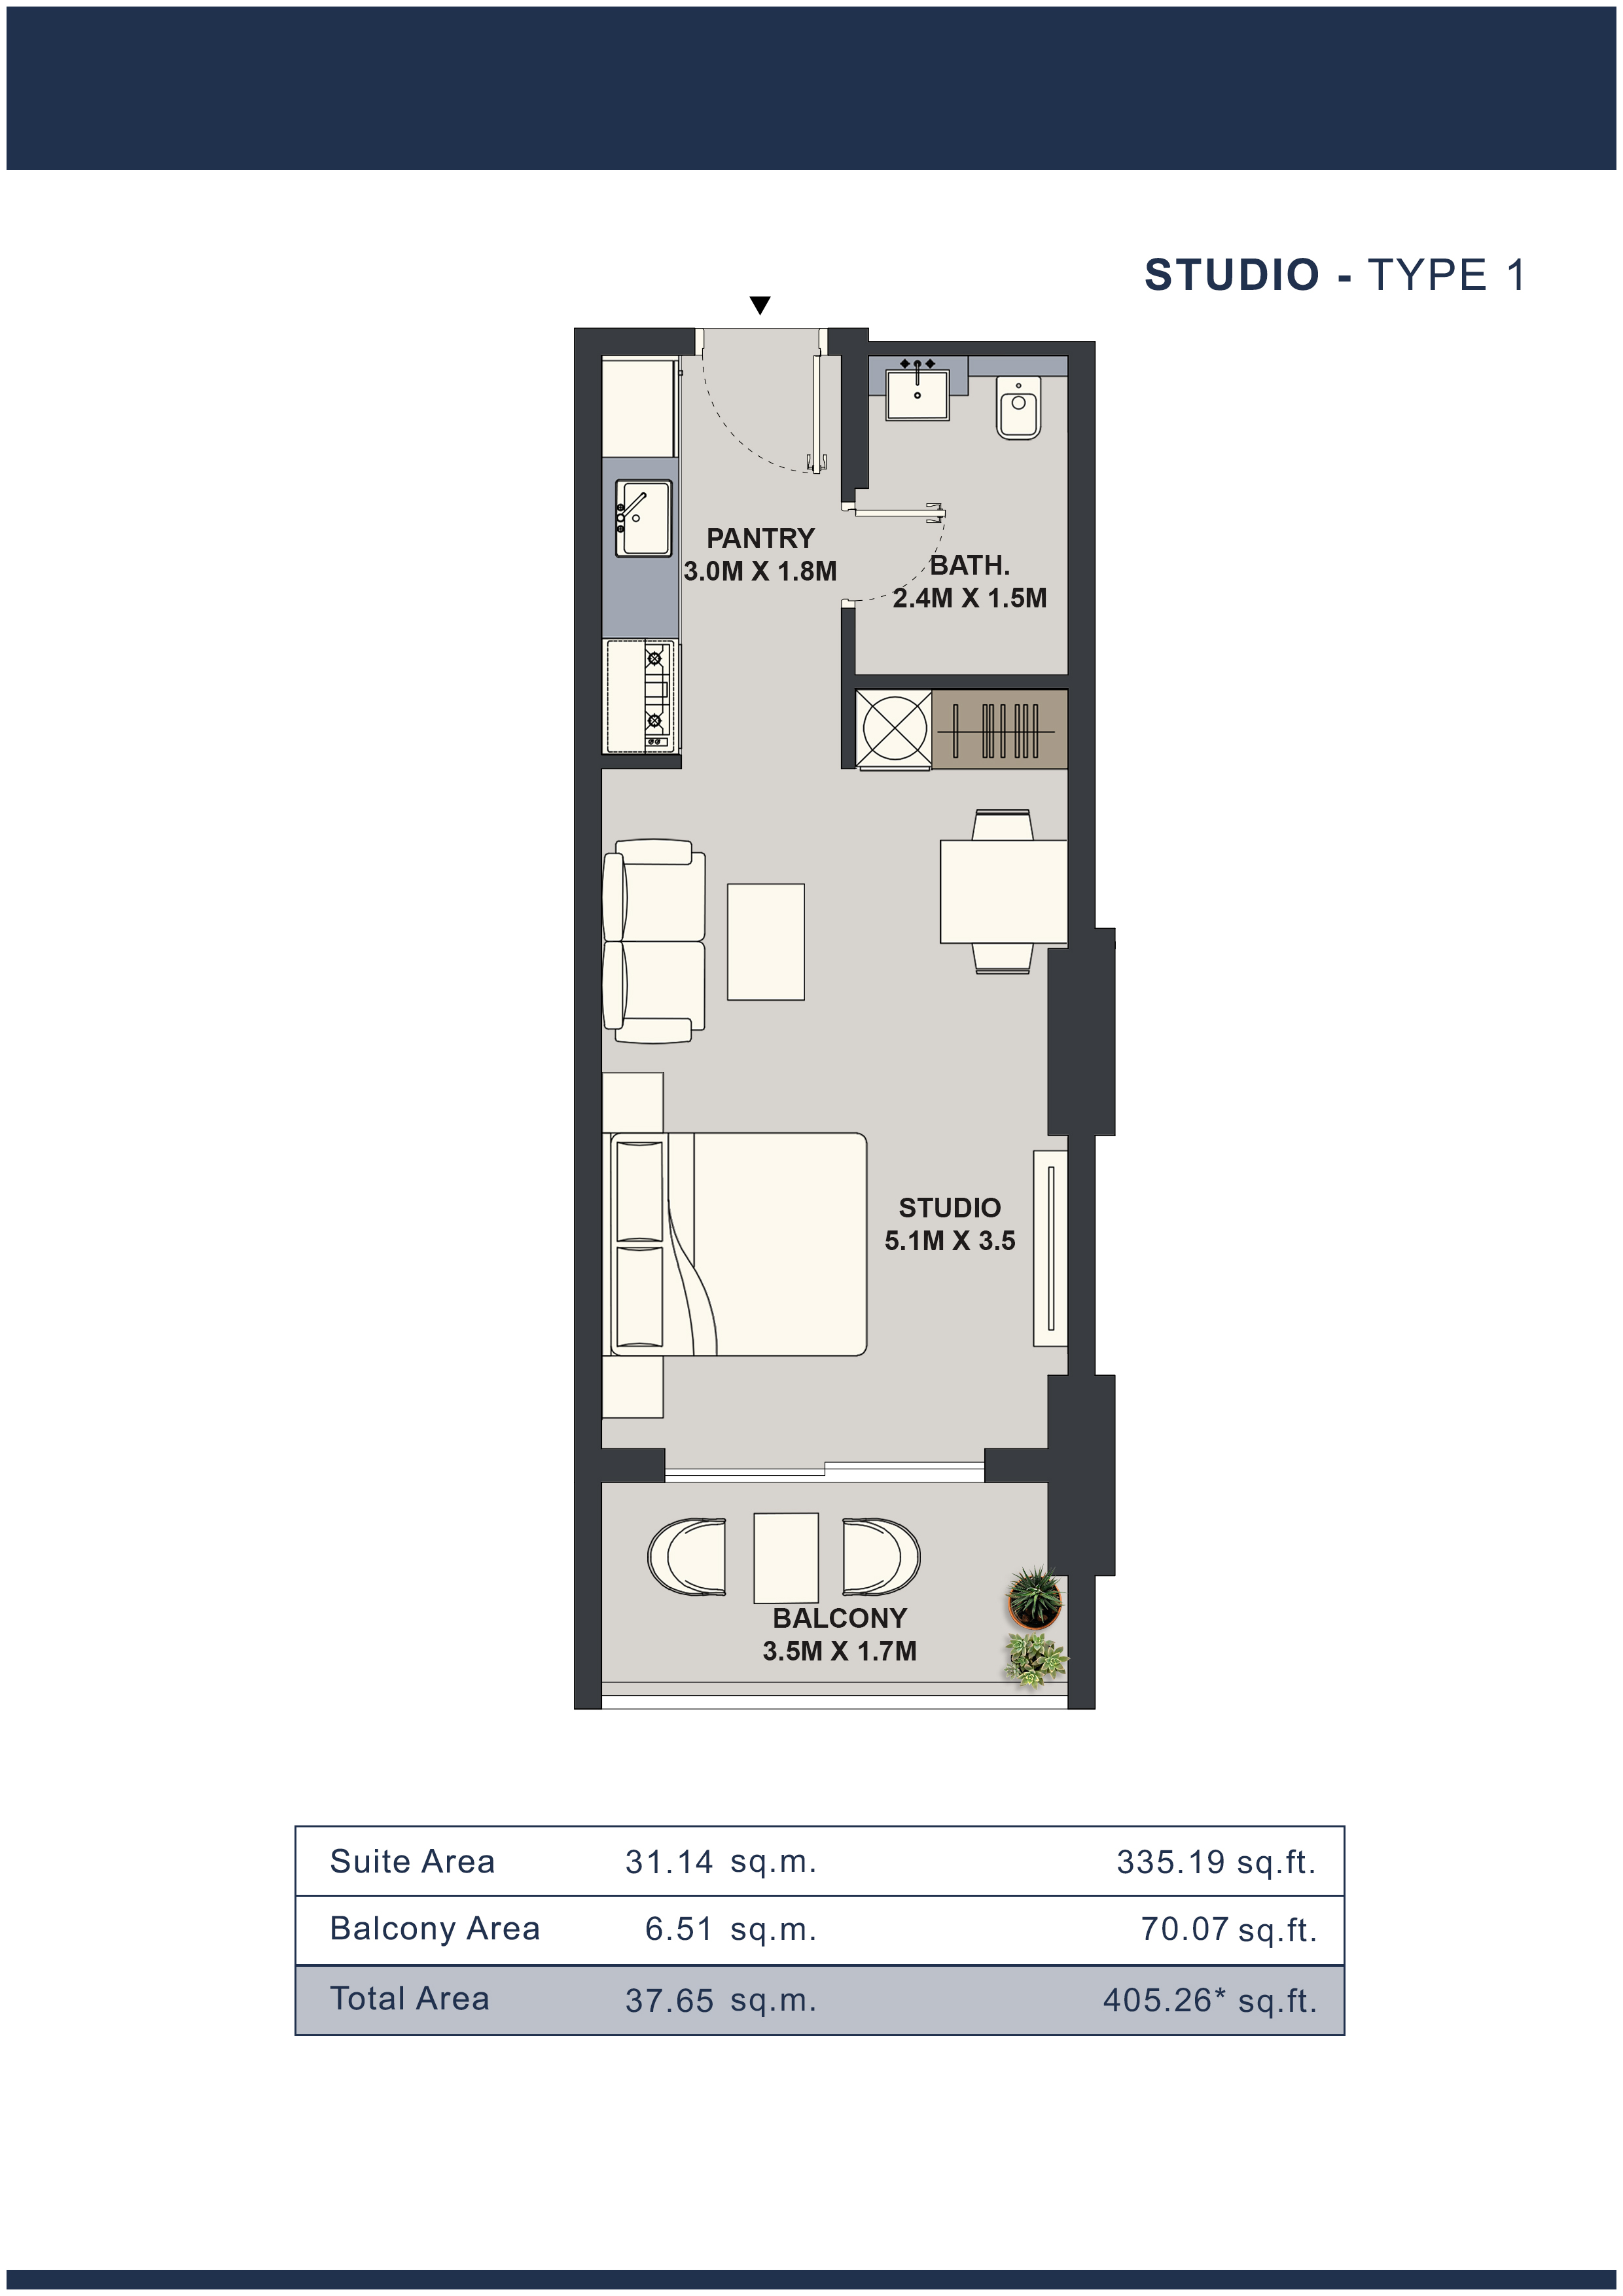 STUDIO - TYPE 1
PANTRY
3.0M X 1.8M
BATH.
2.4M X 1.5M
STUDIO
5.1M X 3.5
BALCONY
3.5M X 1.7M
Suite Area 31.14 sq.m. 335.19 sq.ft.
Balcony Area 6.51 sq.m. 70.07 sq.ft.
Total Area 37.65 sq.m. 405.26* sq.ft.